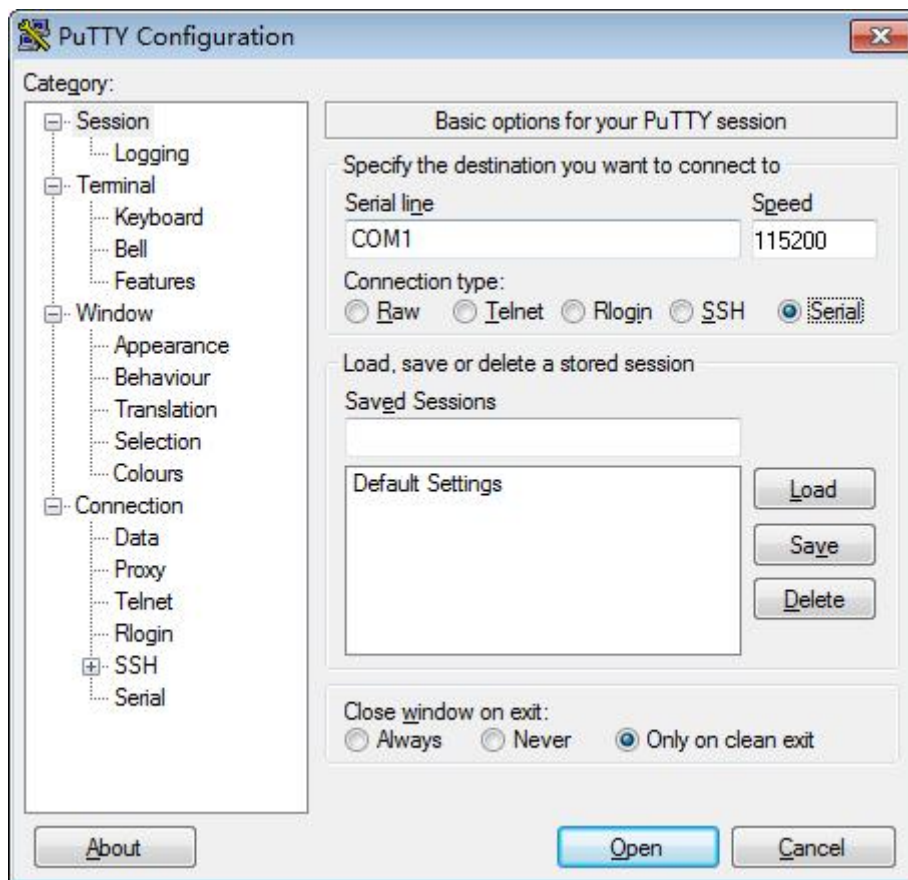 PuTTY Configuration
Category:
Session
Logging
Terminal
Keyboard
Bell
Features
Window
Appearance
Behaviour
Translation
Selection
Colours
Connection
Data
Proxy
Telnet
Rlogin
SSH
Serial
Basic options for your PuTTY session
Specify the destination you want to connect to
Serial line Speed
COM1 115200
Connection type:
Raw Telnet Rlogin SSH Serial
Load, save or delete a stored session
Saved Sessions
Default Settings
Load
Save
Delete
Close window on exit:
Always Never Only on clean exit
About Open Cancel